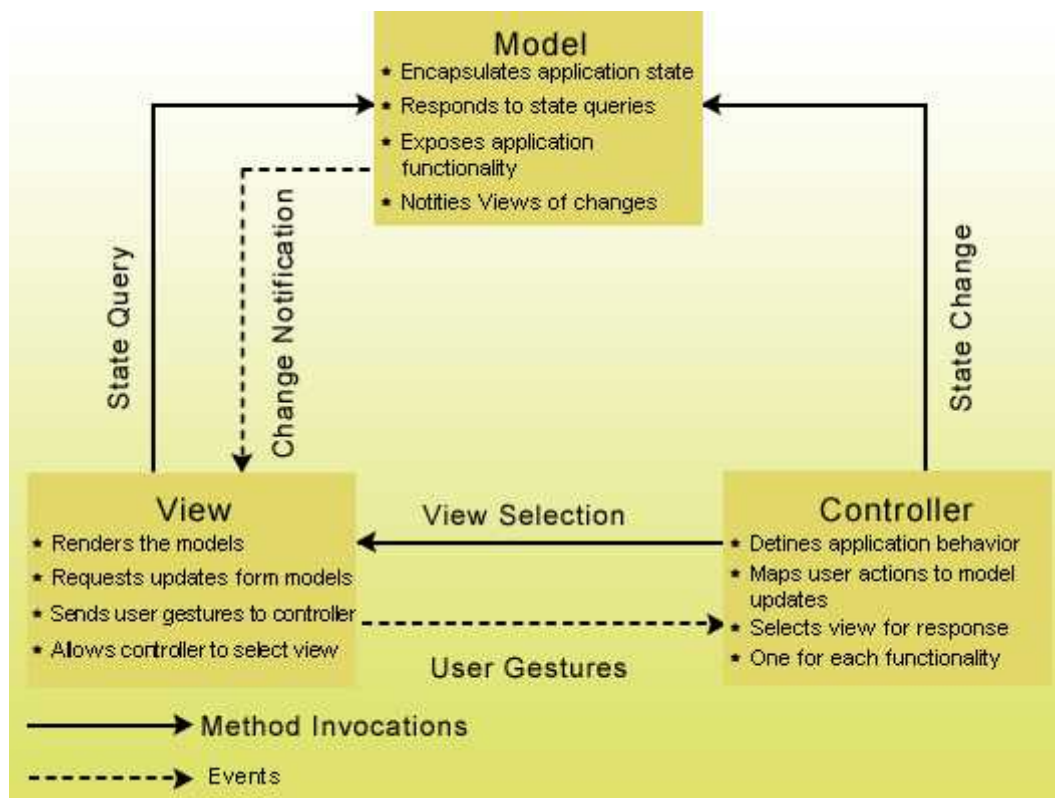 Model
* Encapsulates application state
* Responds to state queries
* Exposes application
functionality
* Notities Views of changes
State Query
Change Notification
State Change
View
* Renders the models
* Requests updates form models
* Sends user gestures to controller
* Allows controller to select view
View Selection
User Gestures
Controller
* Detines application behavior
* Maps user actions to model
updates
* Selects view for response
* One for each functionality
Method Invocations
Events